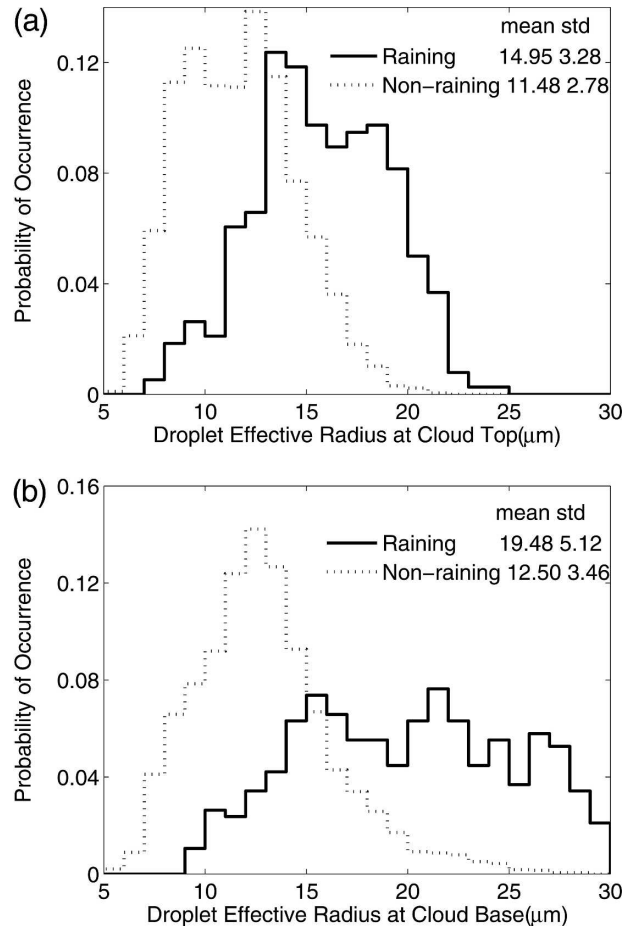 (a)
mean std
Raining 14.95 3.28
Non-raining 11.48 2.78
0.12
0.08
0.04
0
Probability of Occurrence
5 10 15 20 25 30
Droplet Effective Radius at Cloud Top(μm)
(b)
0.16
mean std
Raining 19.48 5.12
Non-raining 12.50 3.46
0.12
0.08
0.04
0
Probability of Occurrence
5 10 15 20 25 30
Droplet Effective Radius at Cloud Base(μm)